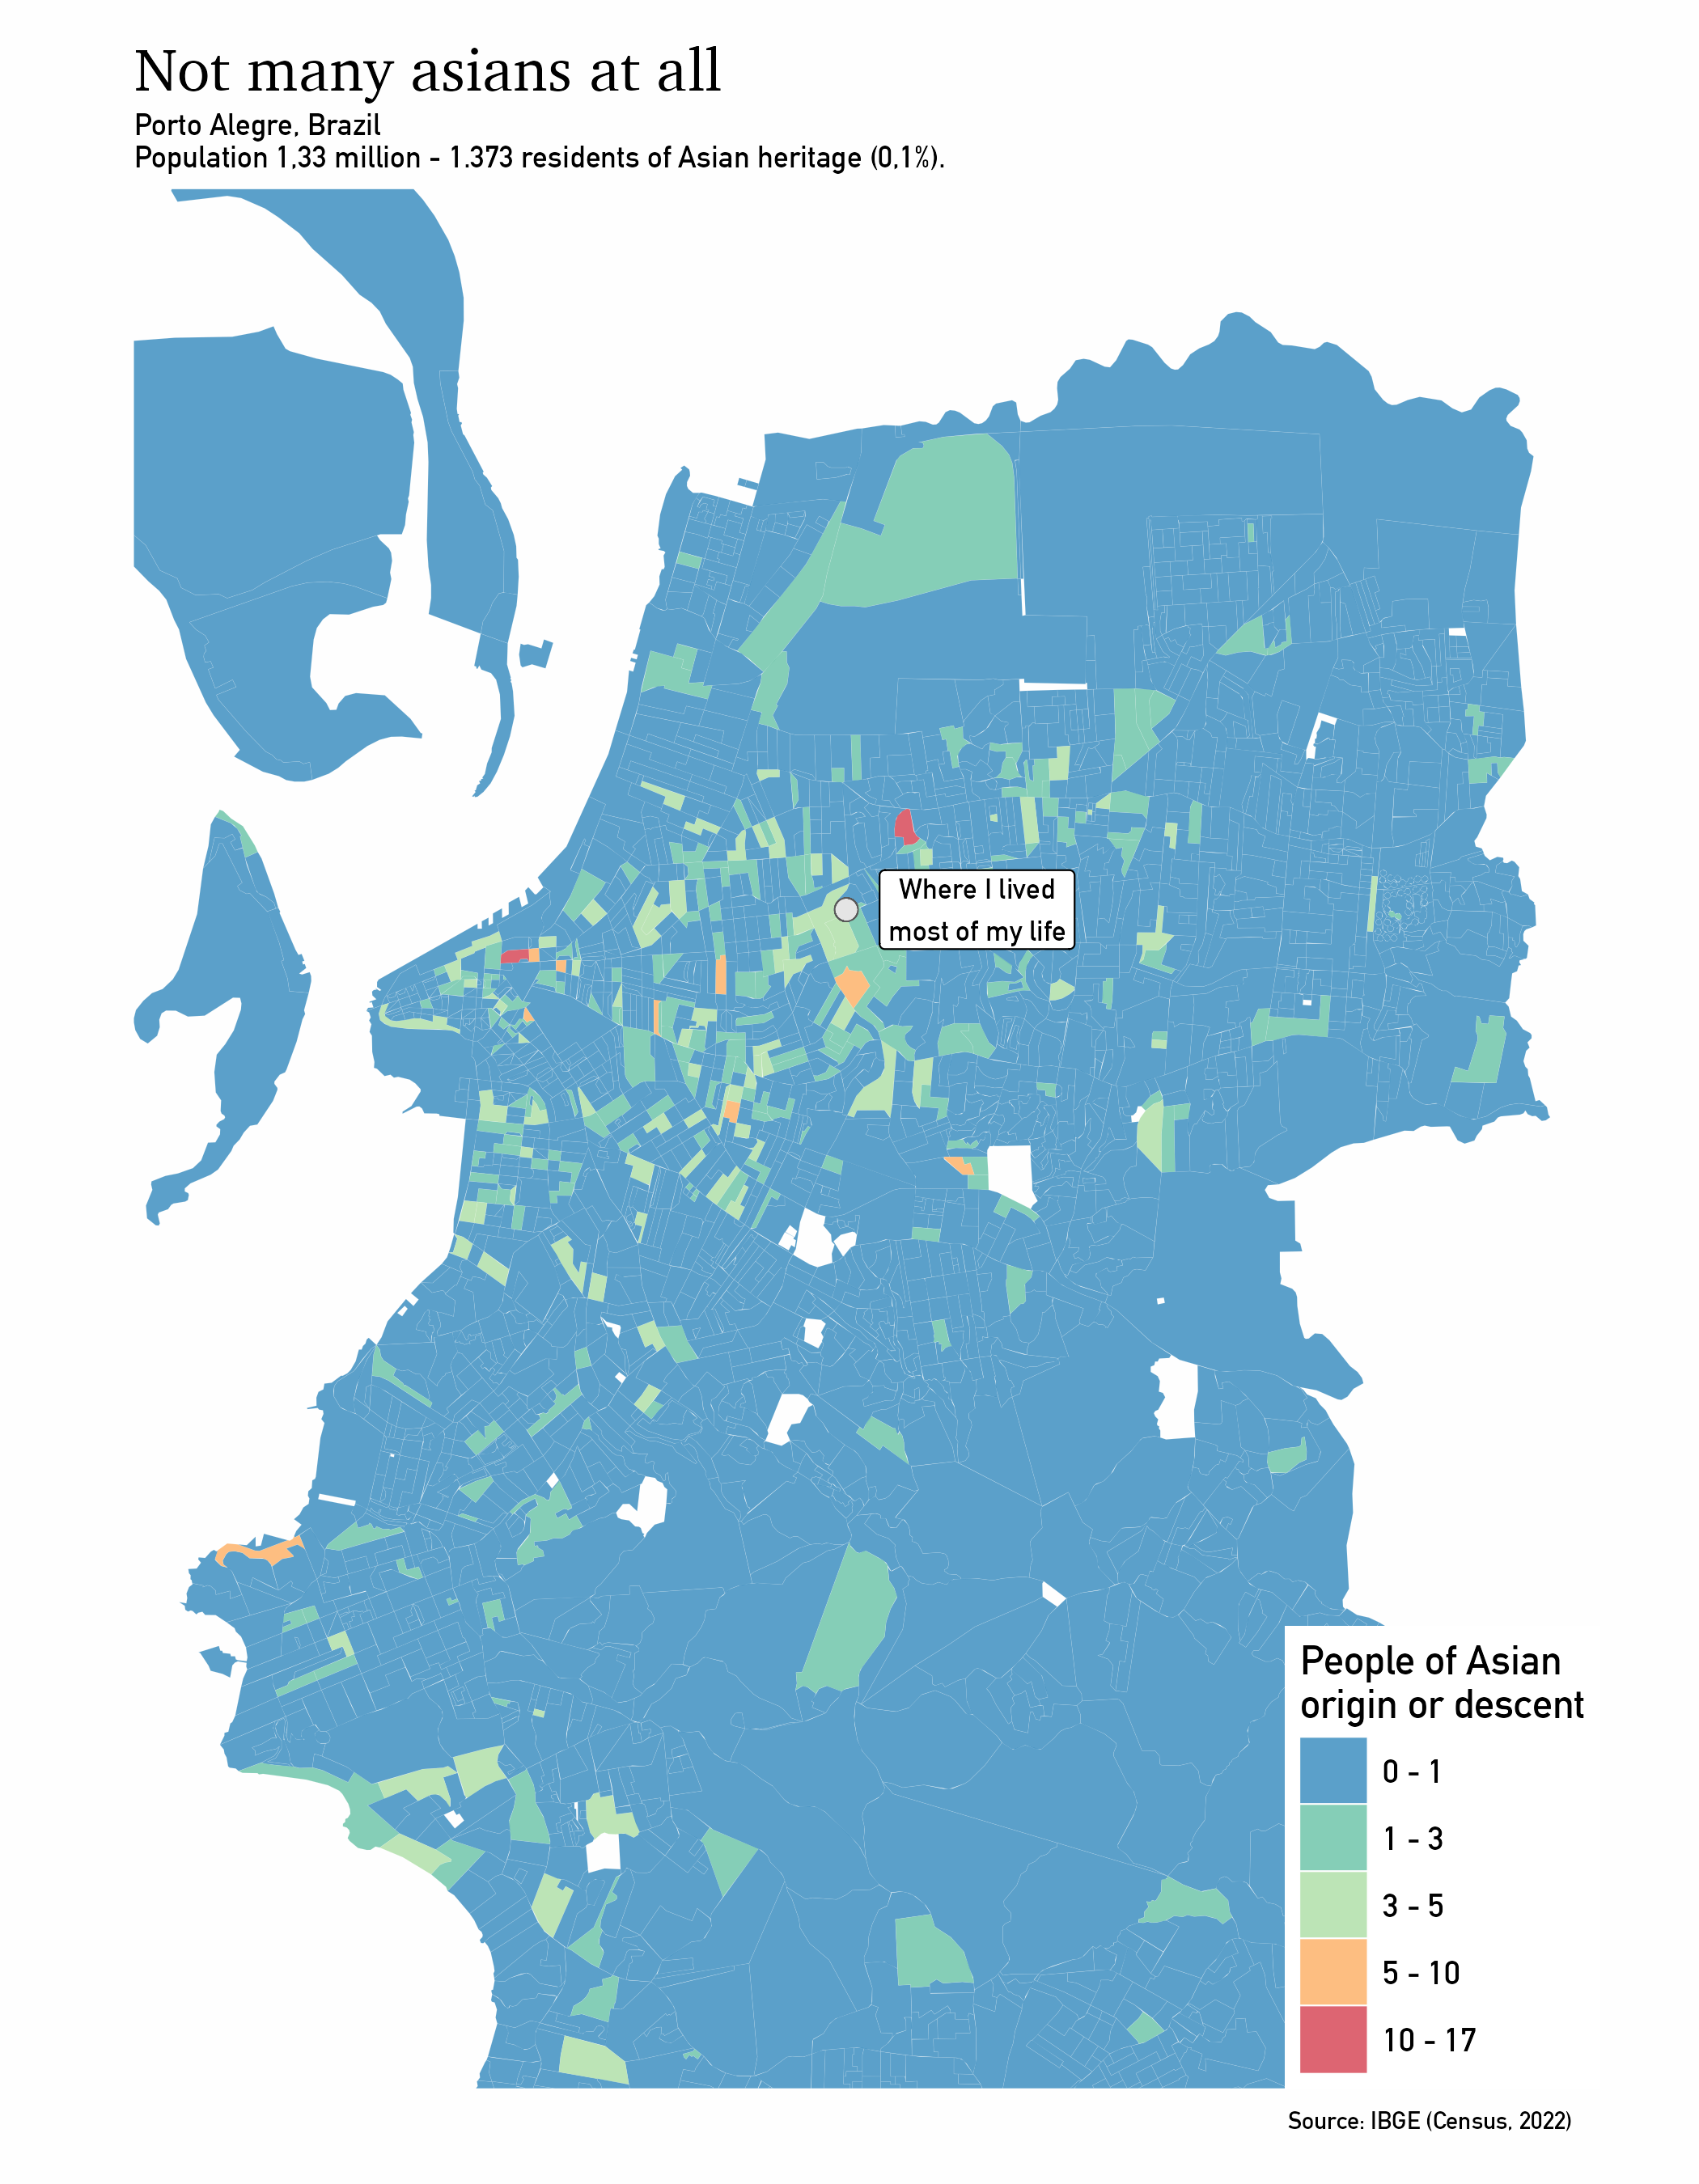 Not many asians at all
Porto Alegre, Brazil
Population 1,33 million - 1.373 residents of Asian heritage (0,1%).
Where I lived
most of my life
People of Asian
origin or descent
0 - 1
1 - 3
3 - 5
5 - 10
10 - 17
Source: IBGE (Census, 2022)